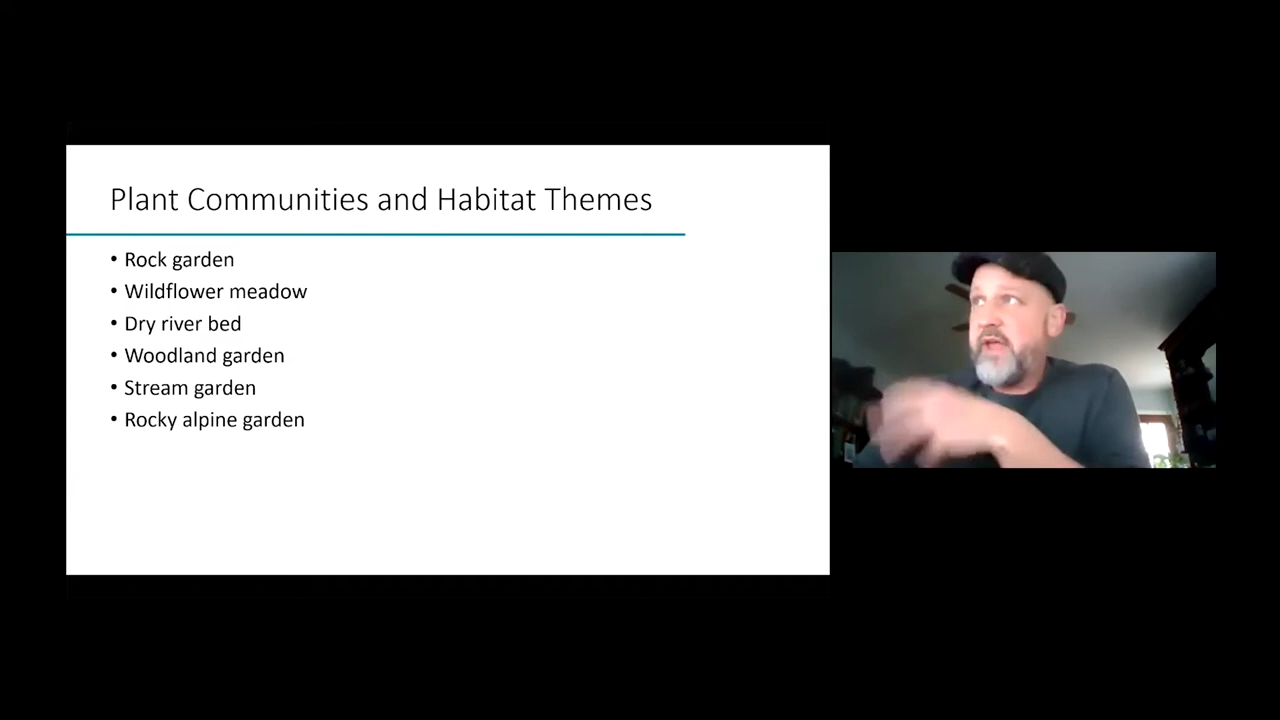 Plant Communities and Habitat Themes
• Rock garden
• Wildflower meadow
• Dry river bed
• Woodland garden
• Stream garden
• Rocky alpine garden